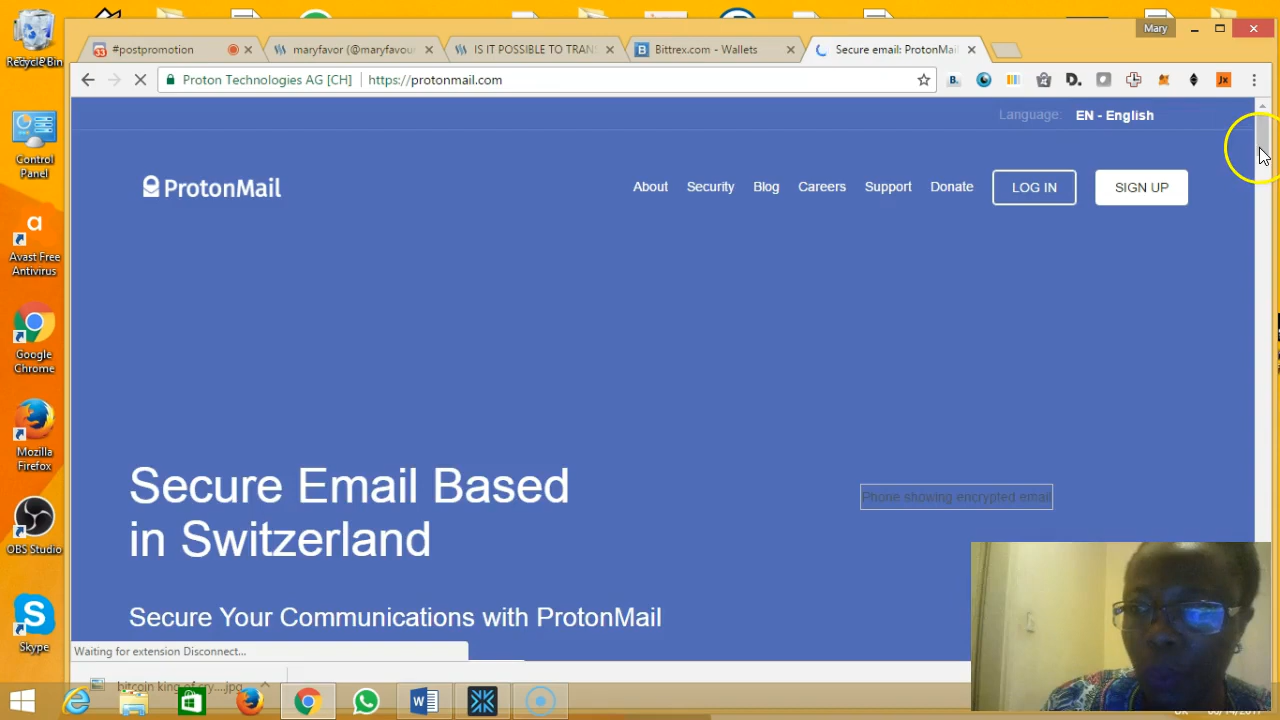 Mary
#postpromotion
maryfavor (@maryfavou
IS IT POSSIBLE TO TRAN
Bittrex.com - Wallets
Secure email: ProtonMail
Proton Technologies AG [CH]
https://protonmail.com
Language: EN - English
ProtonMail
About
Security
Blog
Careers
Support
Donate
LOG IN
SIGN UP
Secure Email Based
in Switzerland
Phone showing encrypted email
Secure Your Communications with ProtonMail
Waiting for extension Disconnect...
Recycle Bin
Control
Panel
Avast Free
Antivirus
Google
Chrome
Mozilla
Firefox
OBS Studio
Skype